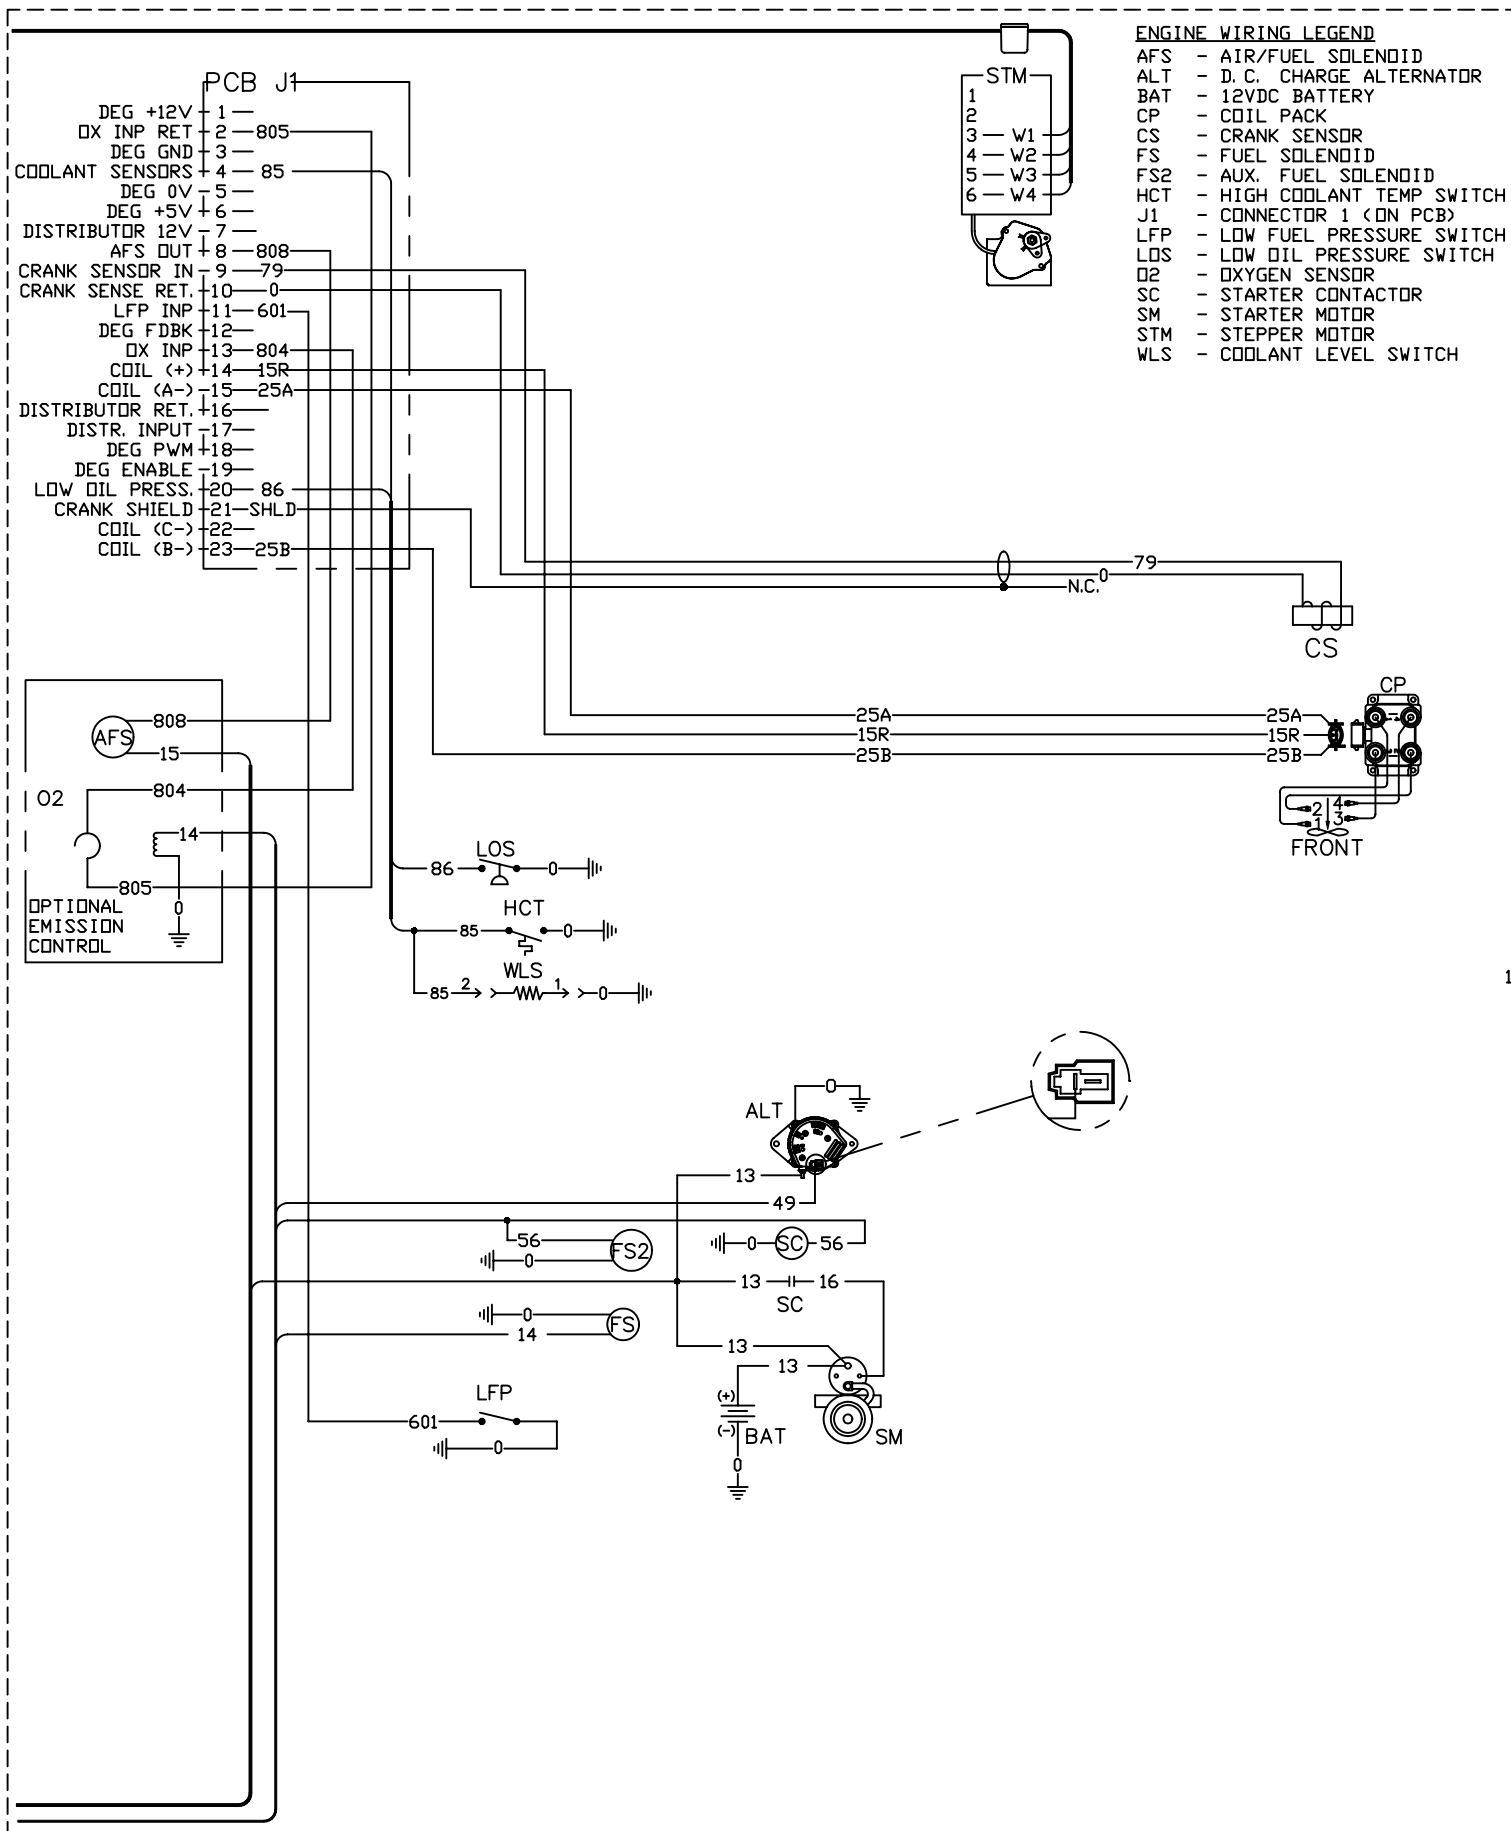 ENGINE WIRING LEGEND
AFS - AIR/FUEL SOLENOID
ALT - D.C. CHARGE ALTERNATOR
BAT - 12VDC BATTERY
CP - COIL PACK
CS - CRANK SENSOR
FS - FUEL SOLENOID
FS2 - AUX. FUEL SOLENOID
HCT - HIGH COOLANT TEMP SWITCH
J1 - CONNECTOR 1 (ON PCB)
LFP - LOW FUEL PRESSURE SWITCH
LOS - LOW OIL PRESSURE SWITCH
O2 - OXYGEN SENSOR
SC - STARTER CONTACTOR
SM - STARTER MOTOR
STM - STEPPER MOTOR
WLS - COOLANT LEVEL SWITCH
STM
1
2
3 W1
4 W2
5 W3
6 W4
PCB J1
DEG +12V 1
OX INP RET 2 805
DEG GND 3
COOLANT SENSORS 4 85
DEG 0V 5
DEG +5V 6
DISTRIBUTOR 12V 7
AFS OUT 8 808
CRANK SENSOR IN 9 79
CRANK SENSE RET. 10 0
LFP INP 11 601
DEG FDBK 12
OX INP 13 804
COIL (+) 14 15R
COIL (A-) 15 25A
DISTRIBUTOR RET. 16
DISTR. INPUT 17
DEG PWM 18
DEG ENABLE 19
LOW OIL PRESS. 20 86
CRANK SHIELD 21 SHLD
COIL (C-) 22
COIL (B-) 23 25B
79
0
N.C.
CS
CP
25A 25A
15R 15R
25B 25B
2 4
1 3
FRONT
AFS
808
15
O2
804
14
805
0
OPTIONAL
EMISSION
CONTROL
LOS
86 0
HCT
85 0
WLS
85 2 1 0
1
ALT
0
13
49
56
FS2
0
0 SC 56
13 16
SC
0
FS
14
13
13
LFP
601
0
(+)
(-)
BAT
0
SM